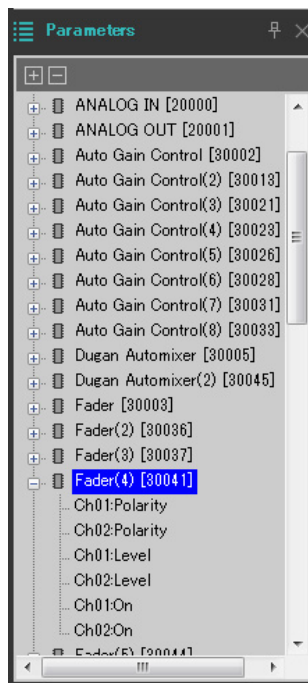 Parameters
ANALOG IN [20000]
ANALOG OUT [20001]
Auto Gain Control [30002]
Auto Gain Control(2) [30013]
Auto Gain Control(3) [30021]
Auto Gain Control(4) [30023]
Auto Gain Control(5) [30026]
Auto Gain Control(6) [30028]
Auto Gain Control(7) [30031]
Auto Gain Control(8) [30033]
Dugan Automixer [30005]
Dugan Automixer(2) [30045]
Fader [30003]
Fader(2) [30036]
Fader(3) [30037]
Fader(4) [30041]
Ch01:Polarity
Ch02:Polarity
Ch01:Level
Ch02:Level
Ch01:On
Ch02:On
Fader(5) [30044]